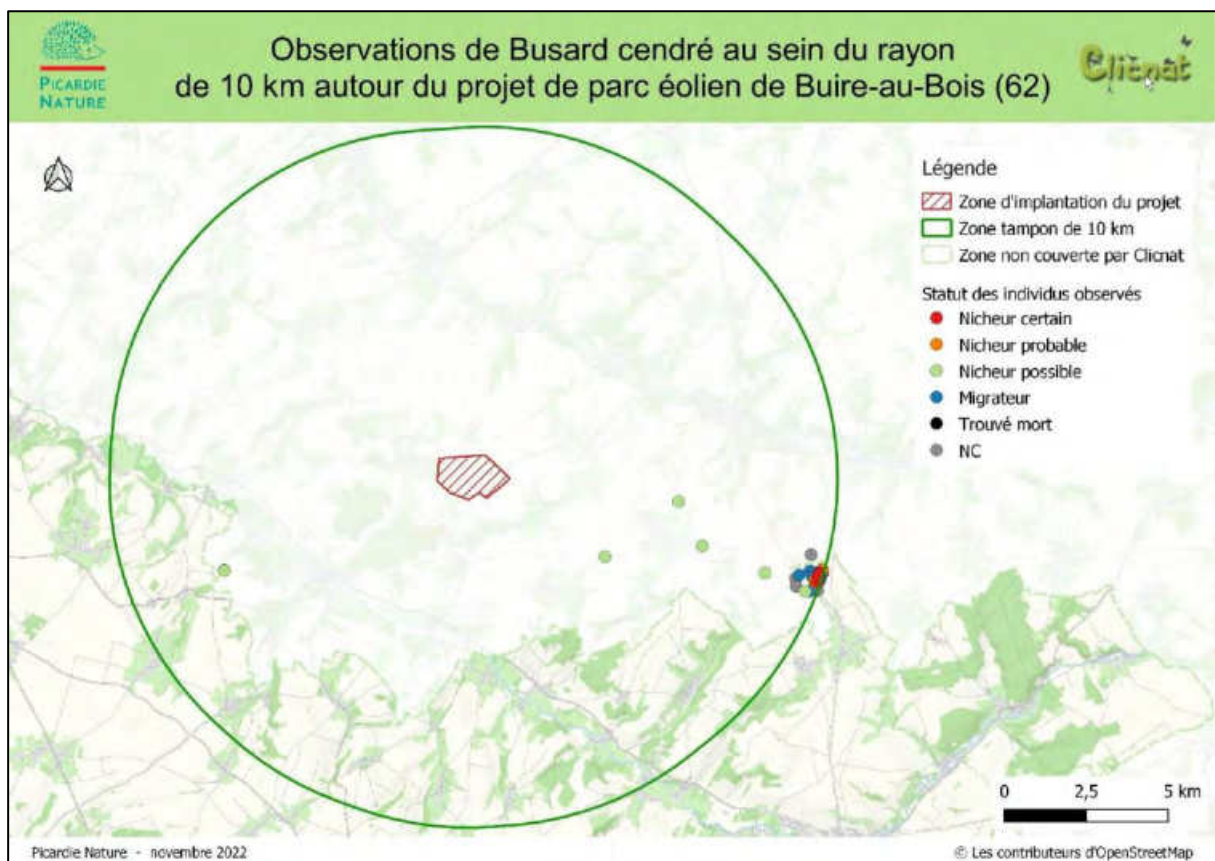 PICARDIE
NATURE
Observations de Busard cendré au sein du rayon
de 10 km autour du projet de parc éolien de Buire-au-Bois (62)
Clicnat
Légende
Zone d'implantation du projet
Zone tampon de 10 km
Zone non couverte par Clicnat
Statut des individus observés
Nicheur certain
Nicheur probable
Nicheur possible
Migrateur
Trouvé mort
NC
0 2,5 5 km
Picardie Nature - novembre 2022
© Les contributeurs d'OpenStreetMap